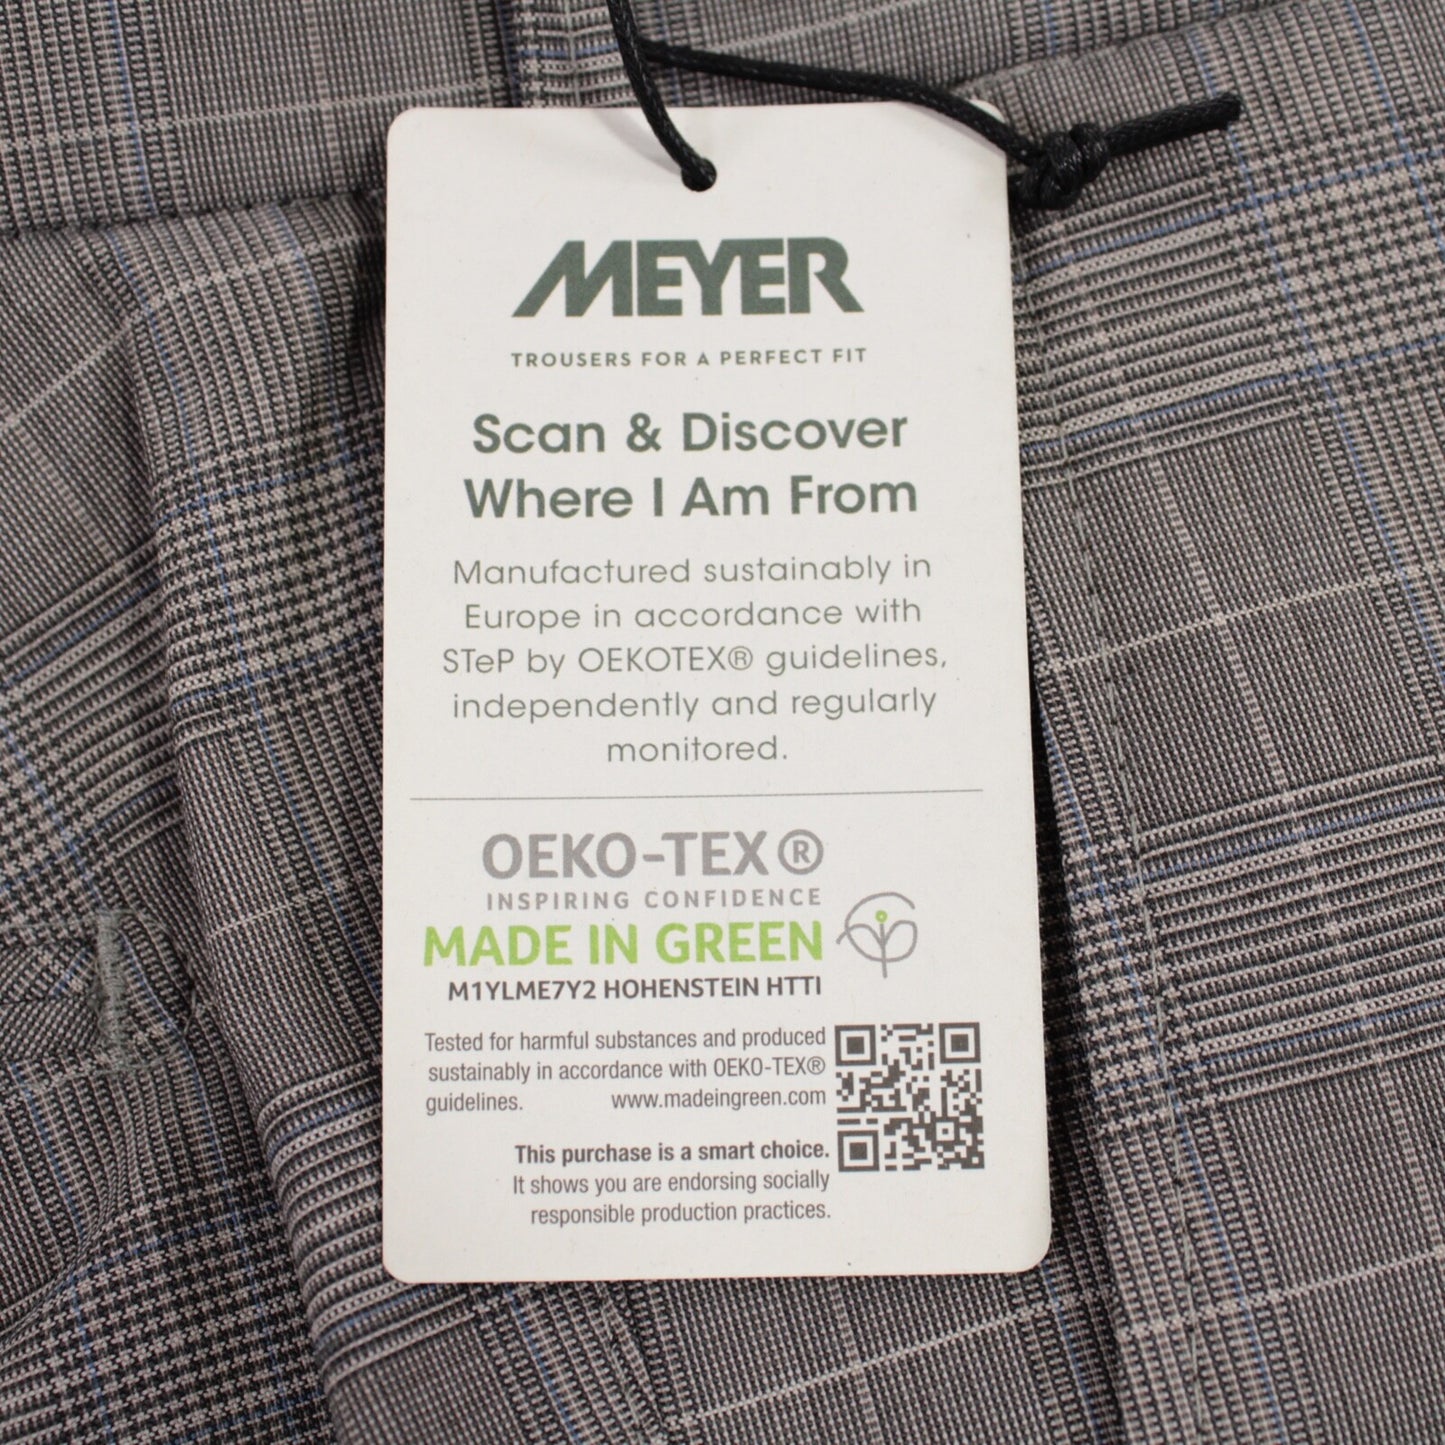 MEYER
TROUSERS FOR A PERFECT FIT
Scan & Discover
Where I Am From
Manufactured sustainably in
Europe in accordance with
STeP by OEKOTEX® guidelines,
independently and regularly
monitored.
OEKO-TEX®
INSPIRING CONFIDENCE
MADE IN GREEN
M1YLME7Y2 HOHENSTEIN HTTI
Tested for harmful substances and produced
sustainably in accordance with OEKO-TEX®
guidelines. www.madeingreen.com
This purchase is a smart choice.
It shows you are endorsing socially
responsible production practices.